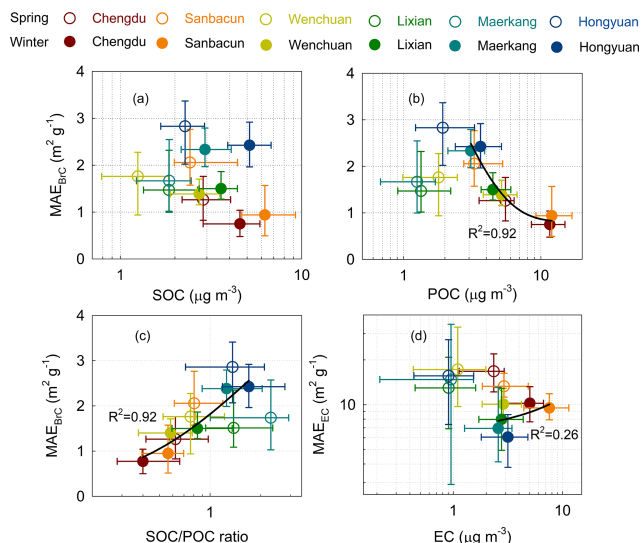 Spring Chengdu Sanbacun Wenchuan Lixian Maerkang Hongyuan
Winter Chengdu Sanbacun Wenchuan Lixian Maerkang Hongyuan
4
3
2
1
0
MAE_BrC (m² g⁻¹)
(a)
1
10
SOC (μg m⁻³)
4
3
2
1
0
(b)
R²=0.92
1
10
POC (μg m⁻³)
4
3
2
1
0
MAE_BrC (m² g⁻¹)
(c)
R²=0.92
1
SOC/POC ratio
10
MAE_EC (m² g⁻¹)
(d)
R²=0.26
1
10
EC (μg m⁻³)